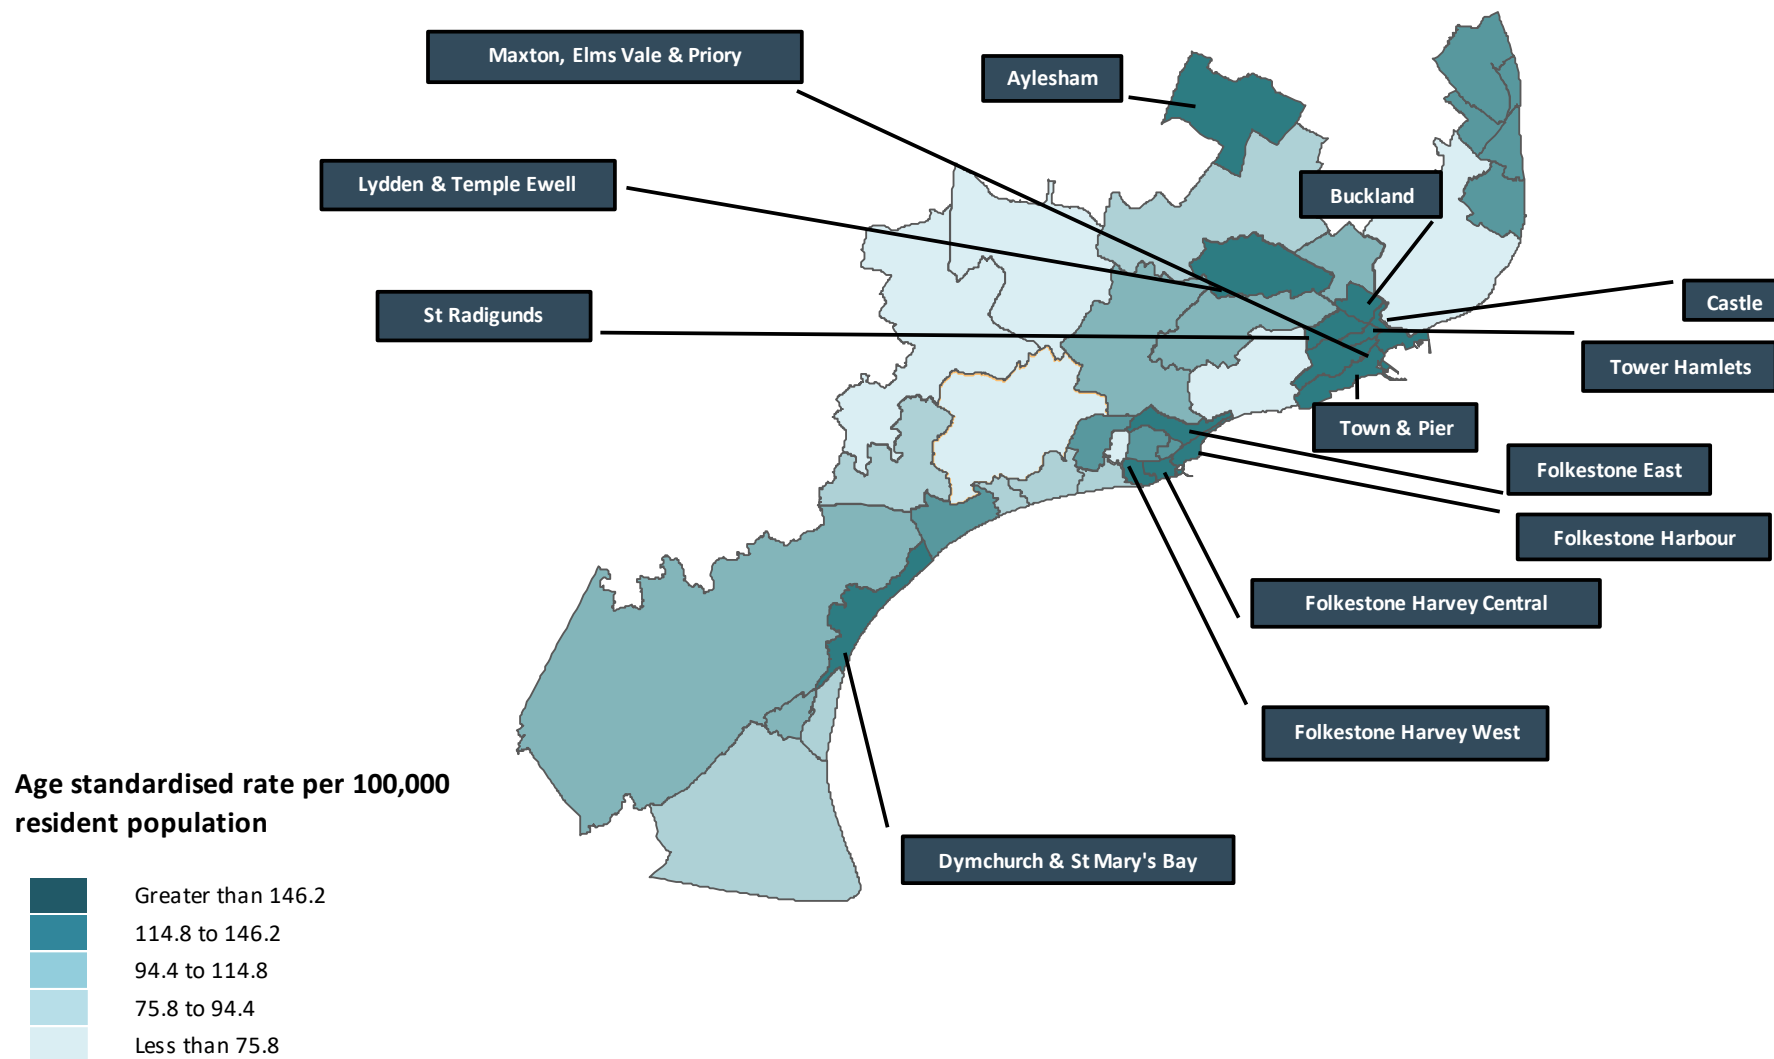 Maxton, Elms Vale & Priory
Aylesham
Lydden & Temple Ewell
Buckland
St Radigunds
Castle
Tower Hamlets
Town & Pier
Folkestone East
Folkestone Harbour
Folkestone Harvey Central
Folkestone Harvey West
Dymchurch & St Mary's Bay
Age standardised rate per 100,000
resident population
Greater than 146.2
114.8 to 146.2
94.4 to 114.8
75.8 to 94.4
Less than 75.8